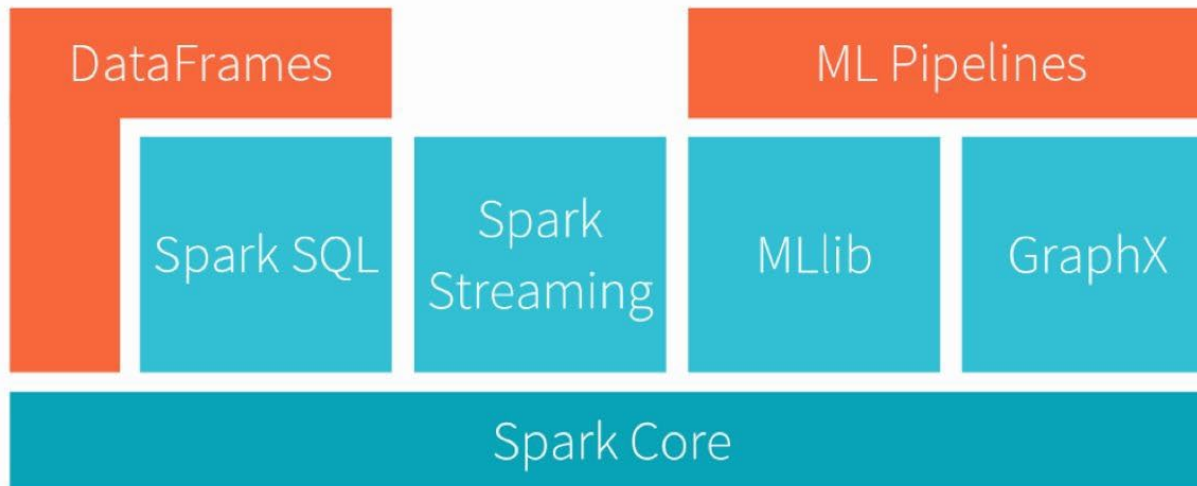 DataFrames
ML Pipelines
Spark SQL
Spark
Streaming
MLlib
GraphX
Spark Core